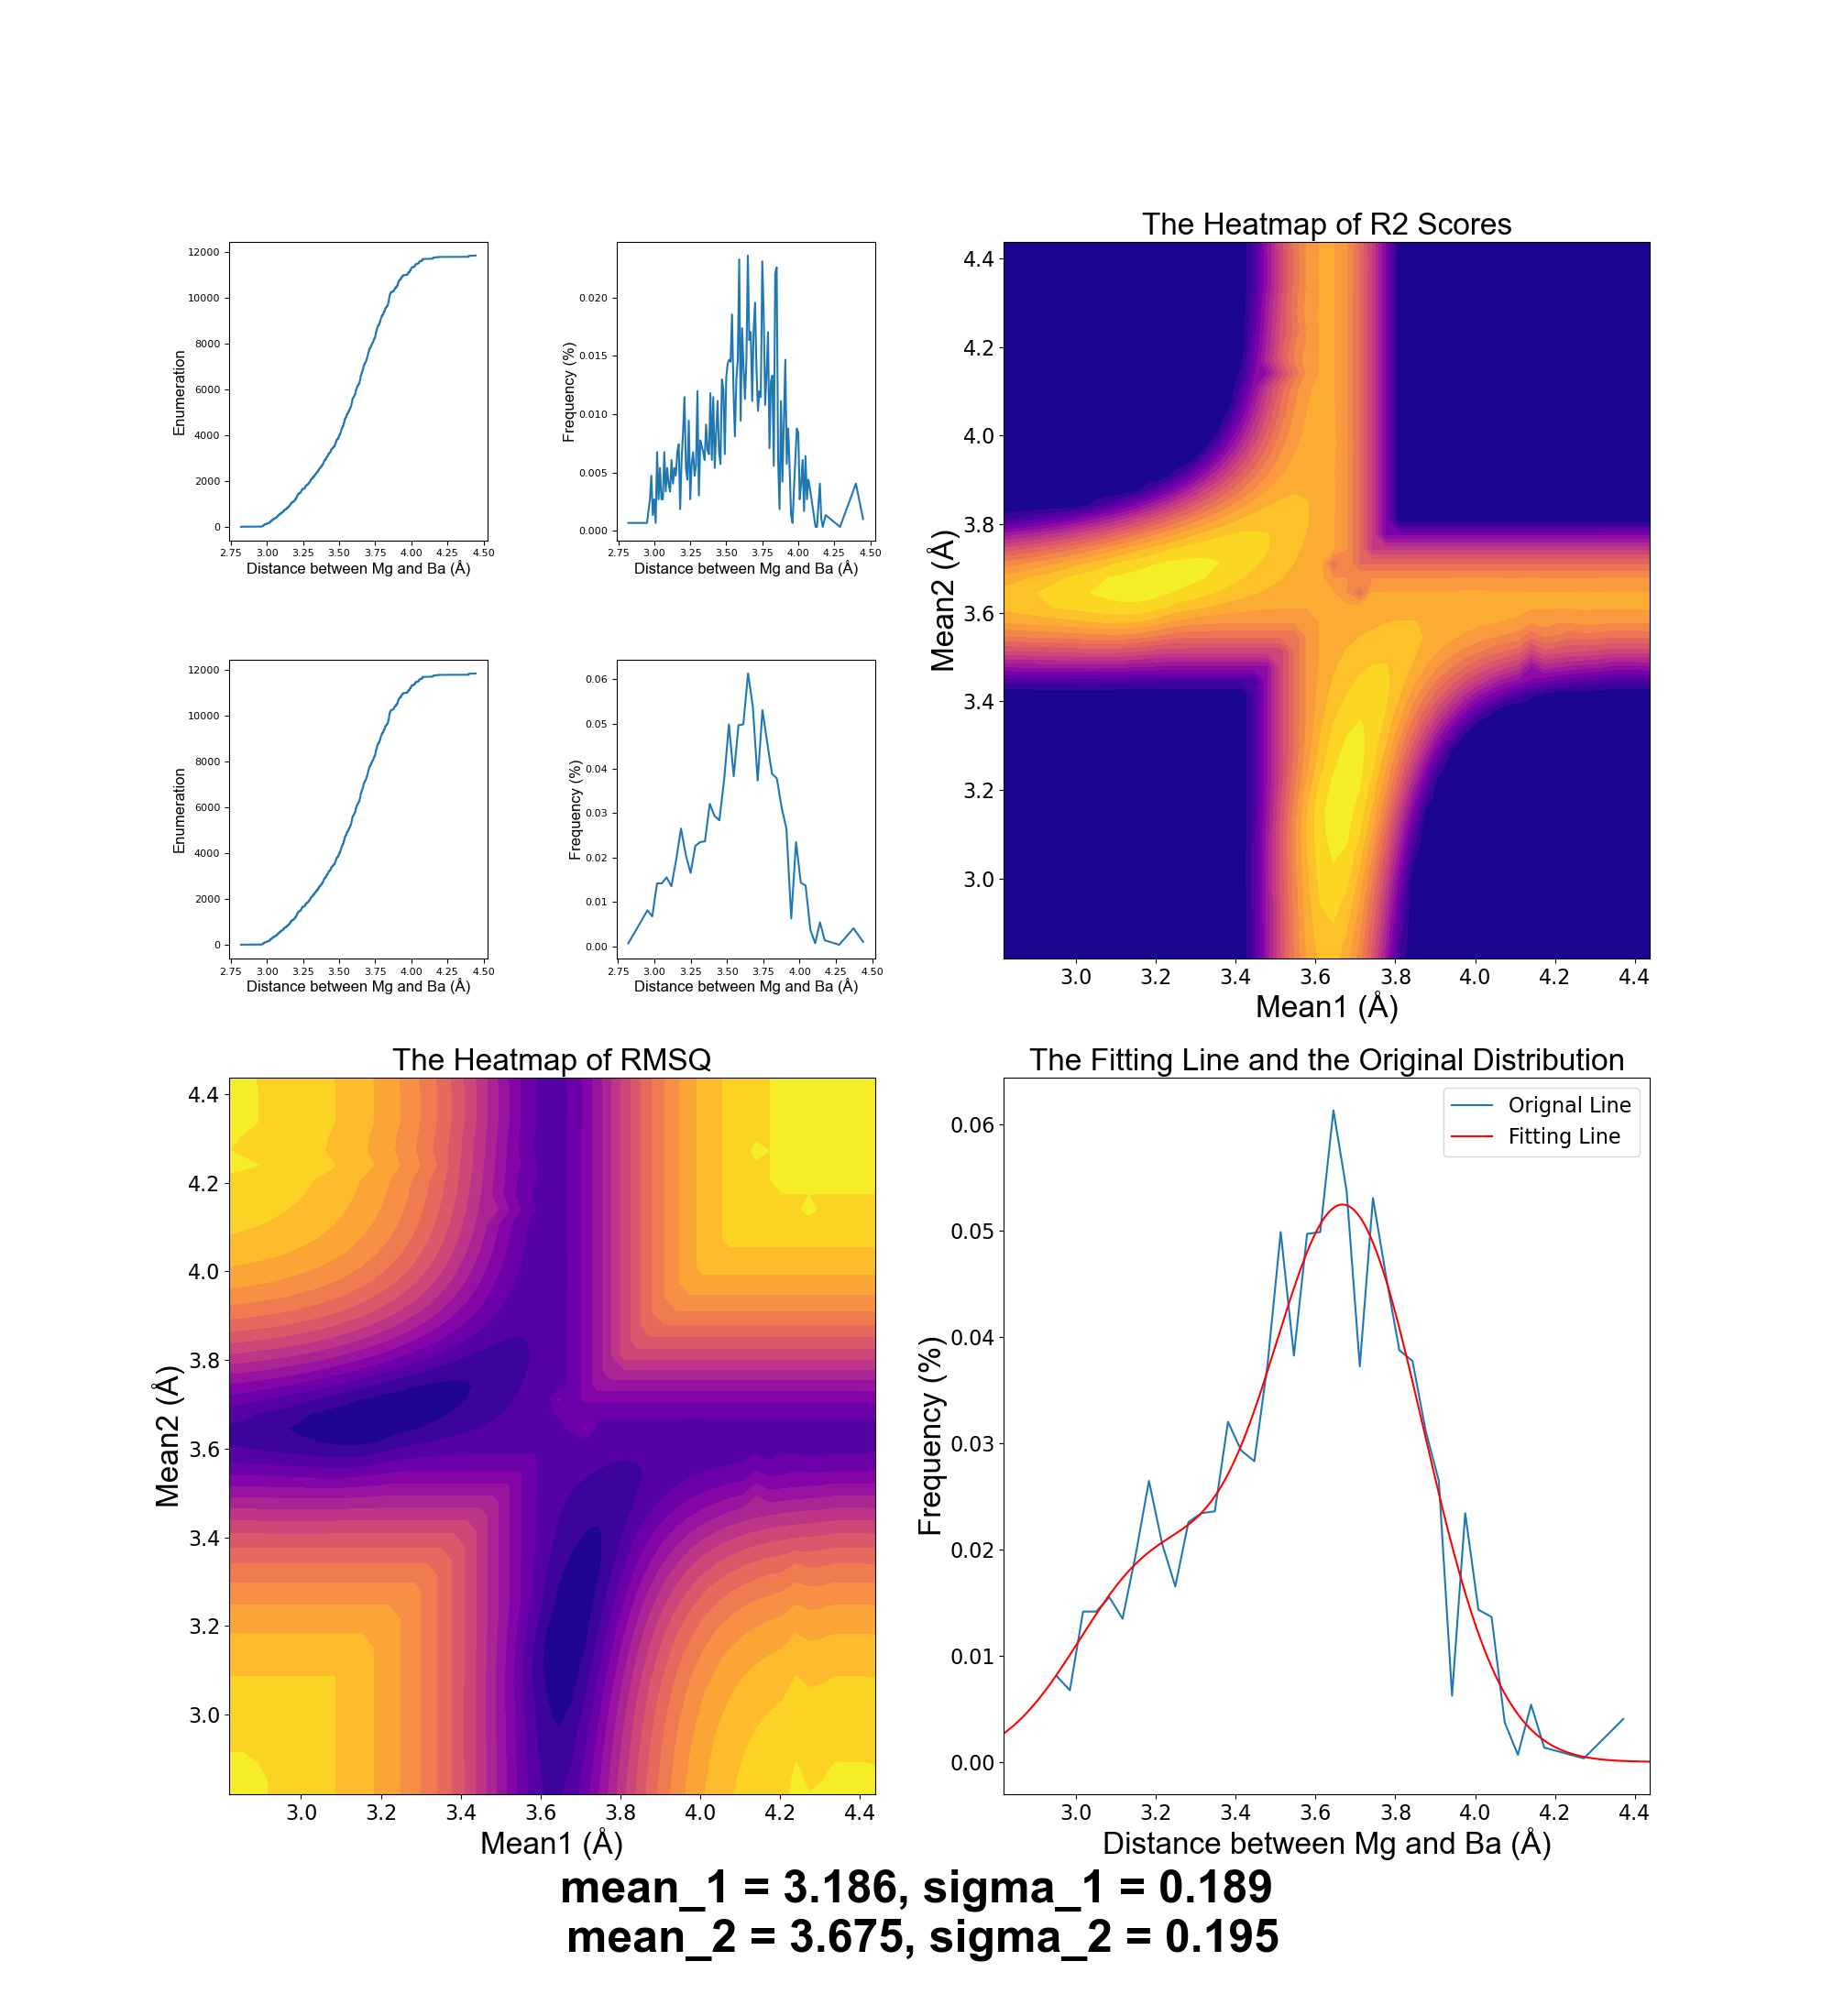 12000
10000
8000
6000
4000
2000
0
Enumeration
2.75 3.00 3.25 3.50 3.75 4.00 4.25 4.50
Distance between Mg and Ba (Å)
0.020
0.015
0.010
0.005
0.000
Frequency (%)
2.75 3.00 3.25 3.50 3.75 4.00 4.25 4.50
Distance between Mg and Ba (Å)
The Heatmap of R2 Scores
4.4
4.2
4.0
3.8
3.6
3.4
3.2
3.0
Mean2 (Å)
3.0 3.2 3.4 3.6 3.8 4.0 4.2 4.4
Mean1 (Å)
12000
10000
8000
6000
4000
2000
0
Enumeration
2.75 3.00 3.25 3.50 3.75 4.00 4.25 4.50
Distance between Mg and Ba (Å)
0.06
0.05
0.04
0.03
0.02
0.01
0.00
Frequency (%)
2.75 3.00 3.25 3.50 3.75 4.00 4.25 4.50
Distance between Mg and Ba (Å)
The Heatmap of RMSQ
4.4
4.2
4.0
3.8
3.6
3.4
3.2
3.0
Mean2 (Å)
3.0 3.2 3.4 3.6 3.8 4.0 4.2 4.4
Mean1 (Å)
The Fitting Line and the Original Distribution
Orignal Line
Fitting Line
0.06
0.05
0.04
0.03
0.02
0.01
0.00
Frequency (%)
3.0 3.2 3.4 3.6 3.8 4.0 4.2 4.4
Distance between Mg and Ba (Å)
mean_1 = 3.186, sigma_1 = 0.189
mean_2 = 3.675, sigma_2 = 0.195